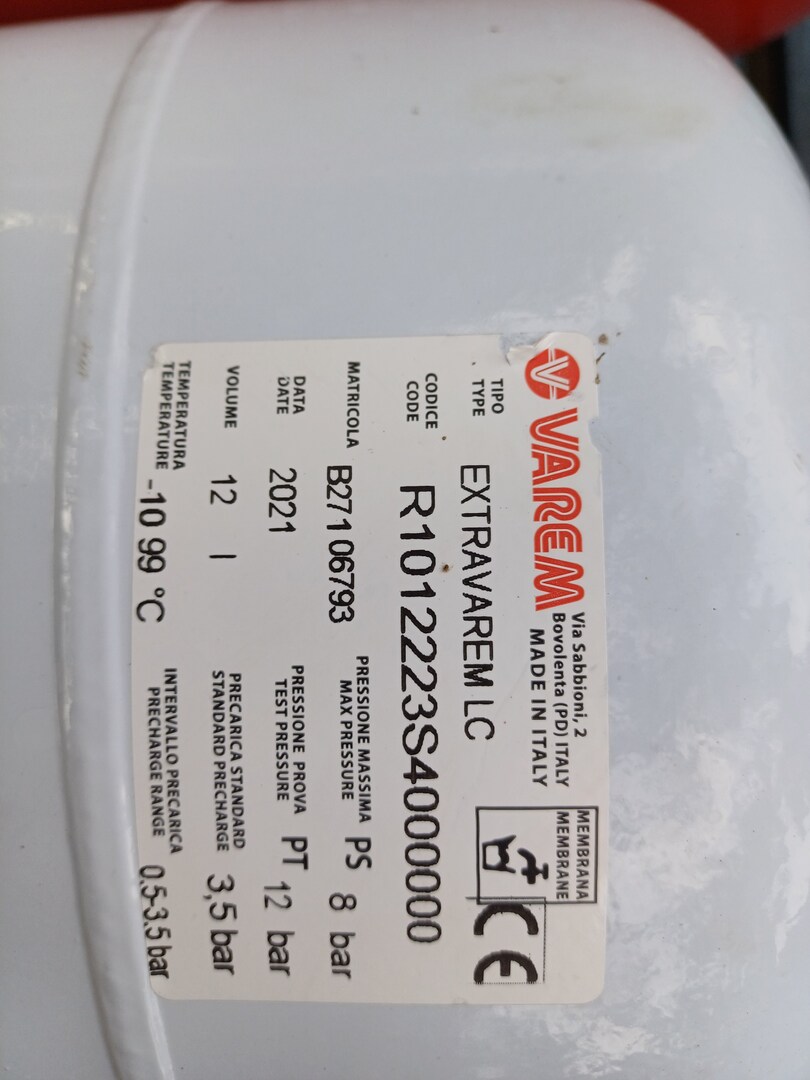 VAREM
Via Sabbioni, 2
Bovolenta (PD) ITALY
MADE IN ITALY
MEMBRANA
MEMBRANE
TIPO
TYPE
EXTRAVAREM LC
CE
CODICE
CODE
R1012223S4000000
MATRICOLA
B27106793
PRESSIONE MASSIMA
MAX PRESSURE
PS 8 bar
DATA
DATE
2021
PRESSIONE PROVA
TEST PRESSURE
PT 12 bar
VOLUME
12 l
PRECARICA STANDARD
STANDARD PRECHARGE
3,5 bar
TEMPERATURA
TEMPERATURE
-10 99 °C
INTERVALLO PRECARICA
PRECHARGE RANGE
0.5-3.5 bar